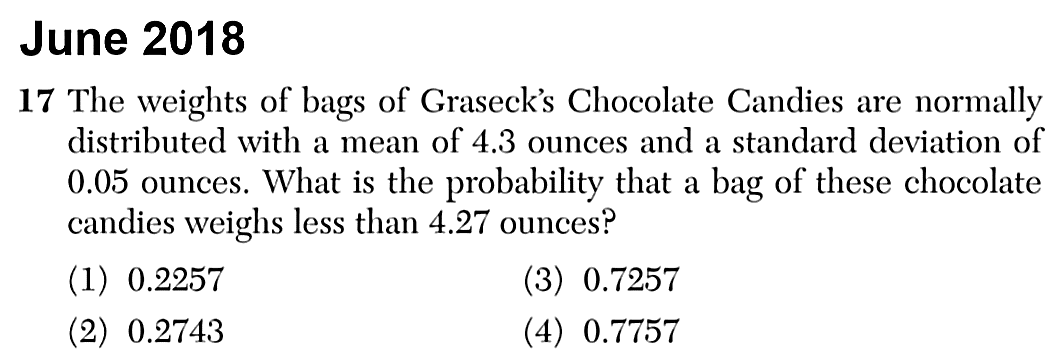 June 2018
17 The weights of bags of Graseck's Chocolate Candies are normally
distributed with a mean of 4.3 ounces and a standard deviation of
0.05 ounces. What is the probability that a bag of these chocolate
candies weighs less than 4.27 ounces?
(1) 0.2257 (3) 0.7257
(2) 0.2743 (4) 0.7757